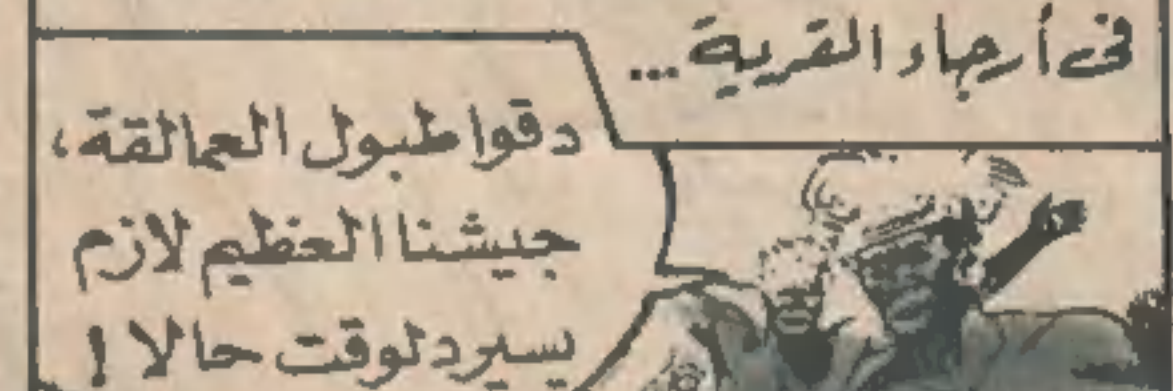 فى أرجاء القرية...
دقوا طبول العمالقة،
جيشنا العظيم لازم
يسير دلوقت حالا !